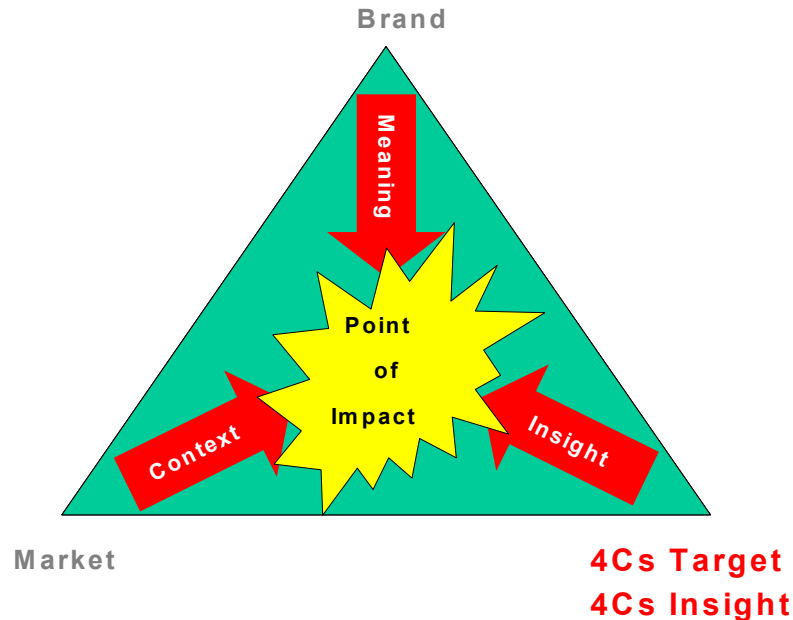 Brand
Meaning
Point
of
Impact
Context
Insight
Market
4Cs Target
4Cs Insight